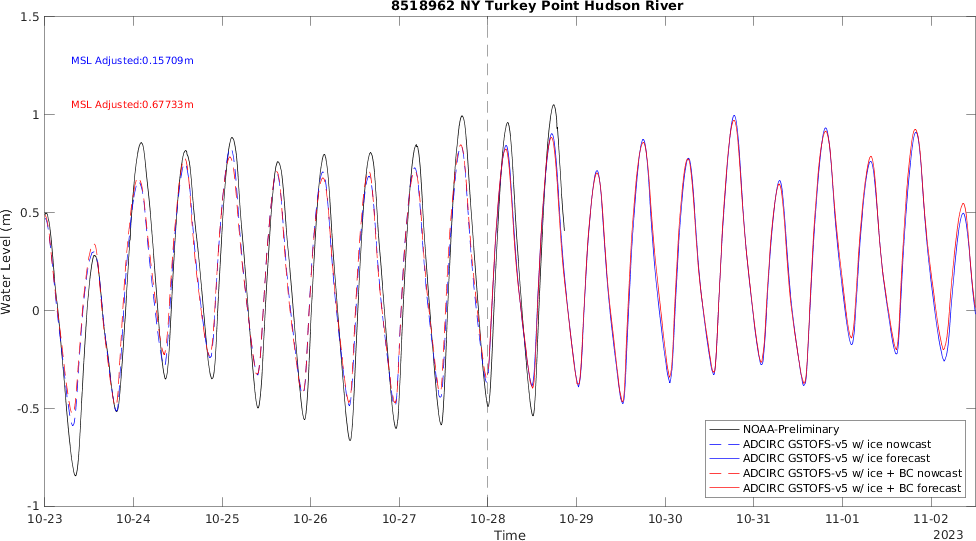 8518962 NY Turkey Point Hudson River
1.5
MSL Adjusted:0.15709m
MSL Adjusted:0.67733m
1
0.5
0
-0.5
-1
Water Level (m)
NOAA-Preliminary
ADCIRC GSTOFS-v5 w/ ice nowcast
ADCIRC GSTOFS-v5 w/ ice forecast
ADCIRC GSTOFS-v5 w/ ice + BC nowcast
ADCIRC GSTOFS-v5 w/ ice + BC forecast
10-23 10-24 10-25 10-26 10-27 10-28 10-29 10-30 10-31 11-01 11-02
Time
2023